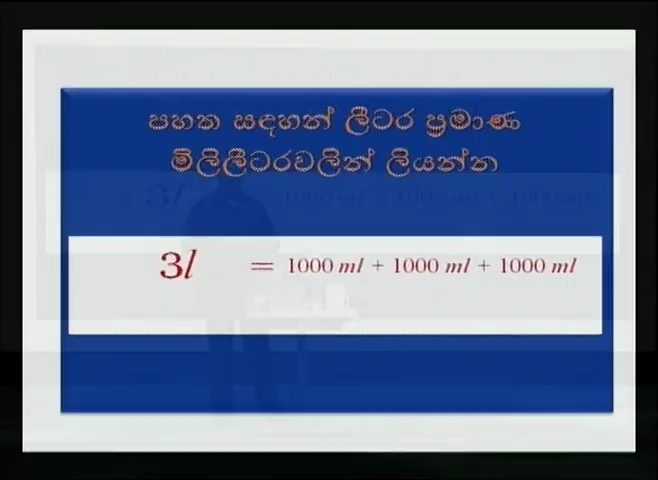 පහත සඳහන් ලීටර ප්‍රමාණ
මිලිලීටරවලින් ලියන්න
3l = 1000 ml + 1000 ml + 1000 ml